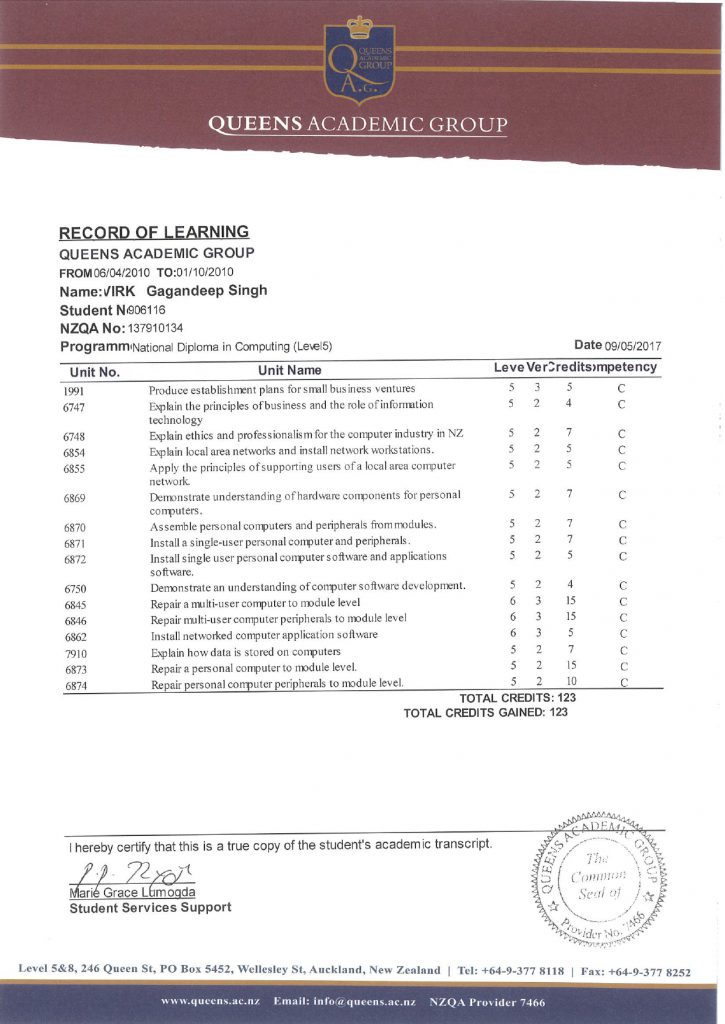 QUEENS
ACADEMIC
GROUP
Q
A.G.
QUEENS ACADEMIC GROUP
RECORD OF LEARNING
QUEENS ACADEMIC GROUP
FROM06/04/2010 TO:01/10/2010
Name:VIRK Gagandeep Singh
Student N906116
NZQA No: 137910134
ProgrammNational Diploma in Computing (Level5) Date 09/05/2017
Unit No. Unit Name Leve Ver Credits mpetency
1991 Produce establishment plans for small business ventures 5 3 5 C
6747 Explain the principles of business and the role of information 5 2 4 C
technology
6748 Explain ethics and professionalism for the computer industry in NZ 5 2 7 C
6854 Explain local area networks and install network workstations. 5 2 5 C
6855 Apply the principles of supporting users of a local area computer 5 2 5 C
network.
6869 Demonstrate understanding of hardware components for personal 5 2 7 C
computers.
6870 Assemble personal computers and peripherals from modules. 5 2 7 C
6871 Install a single-user personal computer and peripherals. 5 2 7 C
6872 Install single user personal computer software and applications 5 2 5 C
software.
6750 Demonstrate an understanding of computer software development. 5 2 4 C
6845 Repair a multi-user computer to module level 6 3 15 C
6846 Repair multi-user computer peripherals to module level 6 3 15 C
6862 Install networked computer application software 6 3 5 C
7910 Explain how data is stored on computers 5 2 7 C
6873 Repair a personal computer to module level. 5 2 15 C
6874 Repair personal computer peripherals to module level. 5 2 10 C
TOTAL CREDITS: 123
TOTAL CREDITS GAINED: 123
I hereby certify that this is a true copy of the student's academic transcript.
Marie Grace Lumogda
Student Services Support
QUEENS ACADEMIC GROUP
The
Common
Seal of
Provider No. 7466
Level 5&8, 246 Queen St, PO Box 5452, Wellesley St, Auckland, New Zealand | Tel: +64-9-377 8118 | Fax: +64-9-377 8252
www.queens.ac.nz Email: info@queens.ac.nz NZQA Provider 7466